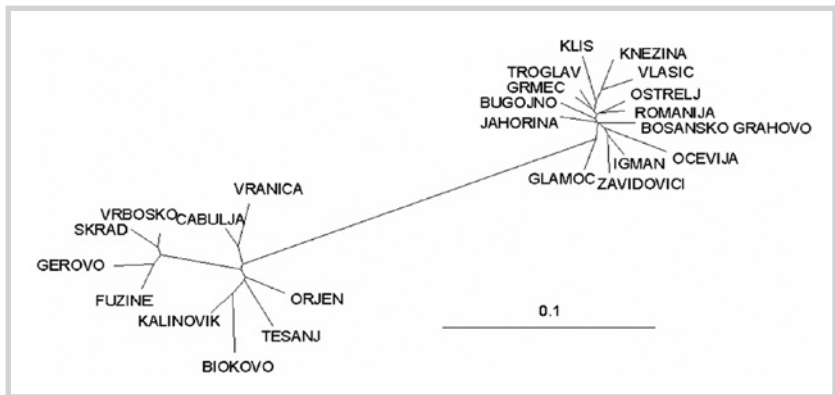 KLIS
KNEZINA
TROGLAV
VLASIC
GRMEC
OSTRELJ
BUGOJNO
ROMANIJA
JAHORINA
BOSANSKO GRAHOVO
OCEVIJA
IGMAN
GLAMOC
ZAVIDOVICI
VRANICA
VRBOSKO
CABULJA
SKRAD
GEROVO
FUZINE
ORJEN
KALINOVIK
TESANJ
BIOKOVO
0.1